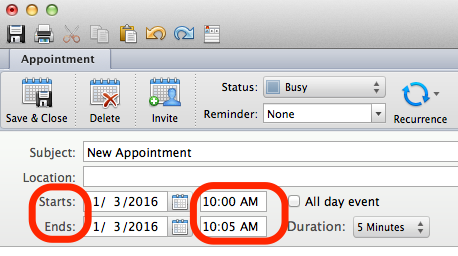 Appointment
Save & Close Delete Invite Status: Busy Reminder: None Recurrence
Subject: New Appointment
Location:
Starts: 1/ 3/2016 10:00 AM All day event
Ends: 1/ 3/2016 10:05 AM Duration: 5 Minutes